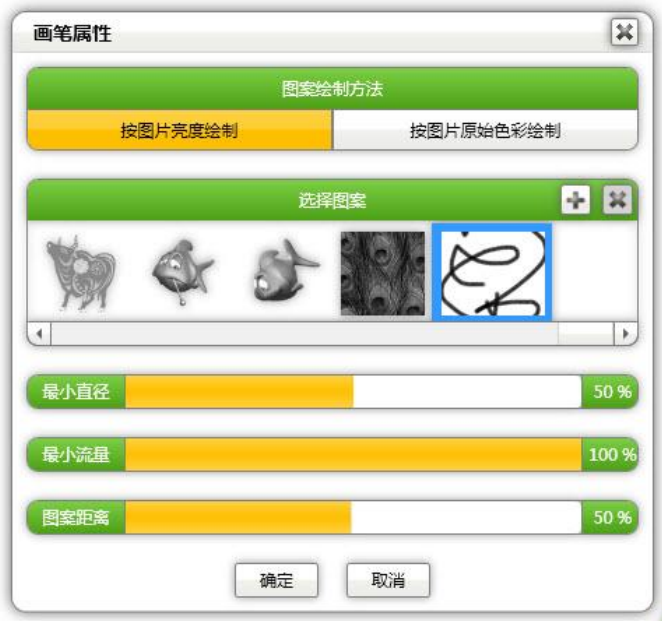 画笔属性
图案绘制方法
按图片亮度绘制 按图片原始色彩绘制
选择图案
最小直径 50 %
最小流量 100 %
图案距离 50 %
确定 取消